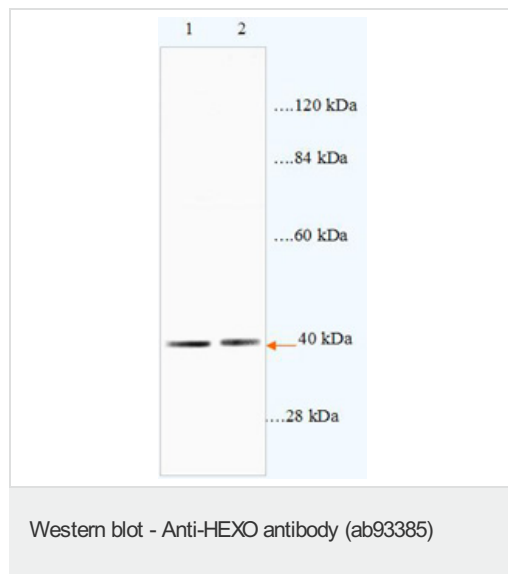 1 2
....120 kDa
....84 kDa
....60 kDa
40 kDa
....28 kDa
Western blot - Anti-HEXO antibody (ab93385)